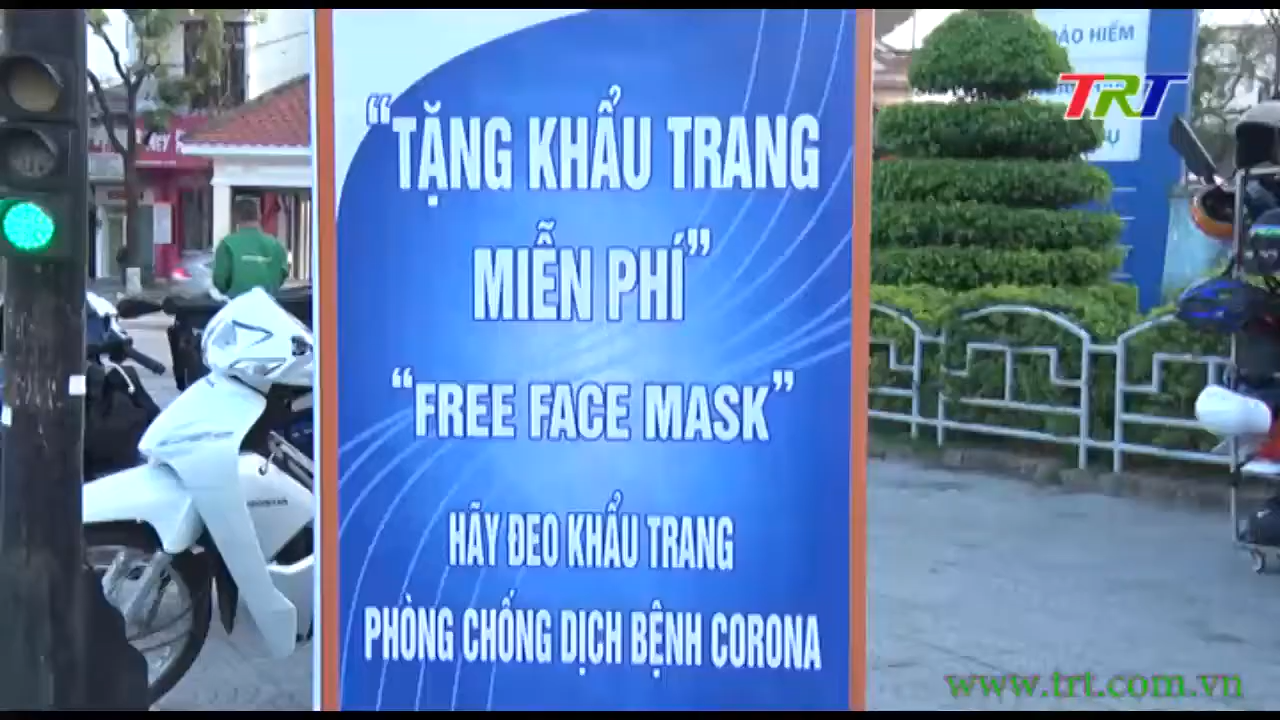 "TẶNG KHẨU TRANG
MIỄN PHÍ"
"FREE FACE MASK"
HÃY ĐEO KHẨU TRANG
PHÒNG CHỐNG DỊCH BỆNH CORONA
BẢO HIỂM
TRT
www.trt.com.vn